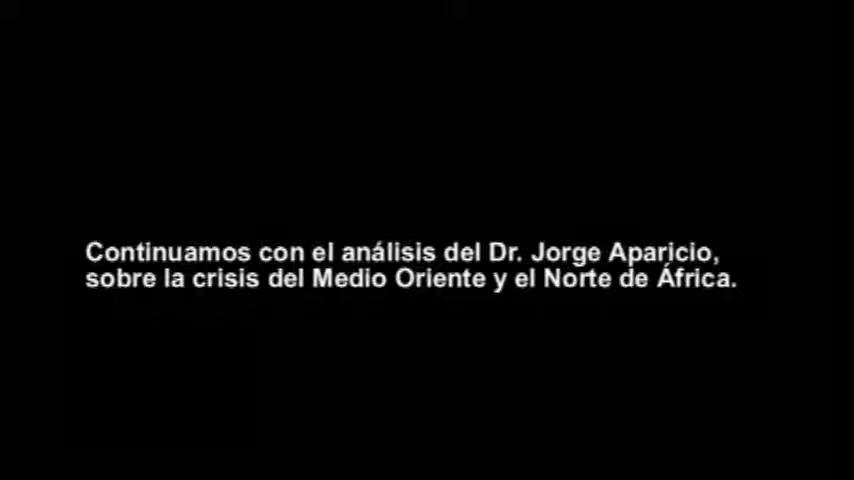 Continuamos con el análisis del Dr. Jorge Aparicio,
sobre la crisis del Medio Oriente y el Norte de África.